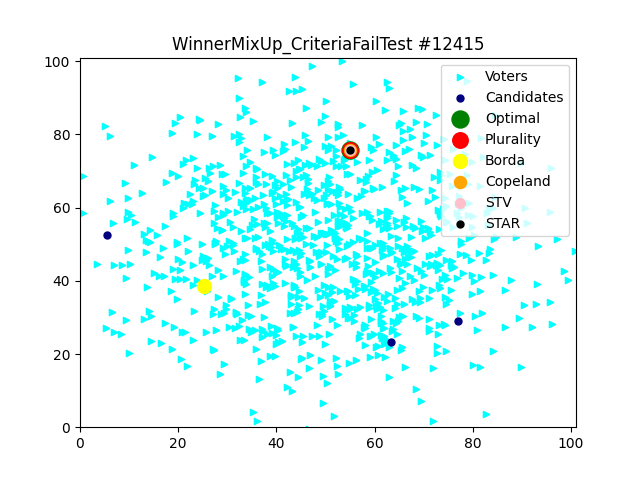 WinnerMixUp_CriteriaFailTest #12415
100
80
60
40
20
0
0
20
40
60
80
100
Voters
Candidates
Optimal
Plurality
Borda
Copeland
STV
STAR